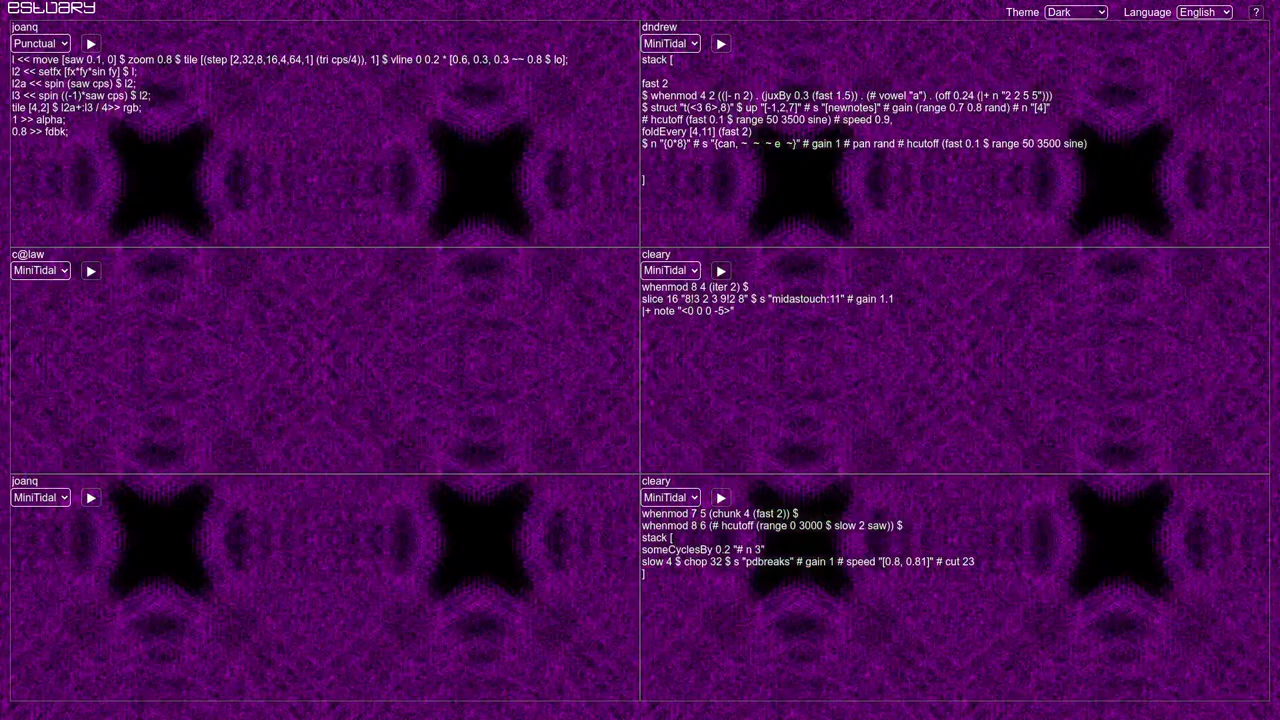 estuary
Theme Dark Language English ?
joanq
Punctual
l << move [saw 0.1, 0] $ zoom 0.8 $ tile [(step [2,32,8,16,4,64,1] (tri cps/4)), 1] $ vline 0 0.2 * [0.6, 0.3, 0.3 ~~ 0.8 $ lo];
l2 << setfx [fx*fy*sin fy] $ l;
l2a << spin (saw cps) $ l2;
l3 << spin ((-1)*saw cps) $ l2;
tile [4,2] $ l2a+:l3 / 4>> rgb;
1 >> alpha;
0.8 >> fdbk;
dndrew
MiniTidal
stack [
fast 2
$ whenmod 4 2 ((|- n 2) . (juxBy 0.3 (fast 1.5)) . (# vowel "a") . (off 0.24 (|+ n "2 2 5 5")))
$ struct "t(<3 6>,8)" $ up "[-1,2,7]" # s "[newnotes]" # gain (range 0.7 0.8 rand) # n "[4]"
# hcutoff (fast 0.1 $ range 50 3500 sine) # speed 0.9,
foldEvery [4,11] (fast 2)
$ n "(0*8)" # s "{can, ~ ~ ~ e ~}" # gain 1 # pan rand # hcutoff (fast 0.1 $ range 50 3500 sine)
]
c@law
MiniTidal
cleary
MiniTidal
whenmod 8 4 (iter 2) $
slice 16 "8!3 2 3 9!2 8" $ s "midastouch:11" # gain 1.1
|+ note "<0 0 0 -5>"
joanq
MiniTidal
cleary
MiniTidal
whenmod 7 5 (chunk 4 (fast 2)) $
whenmod 8 6 (# hcutoff (range 0 3000 $ slow 2 saw)) $
stack [
someCyclesBy 0.2 "# n 3"
slow 4 $ chop 32 $ s "pdbreaks" # gain 1 # speed "[0.8, 0.81]" # cut 23
]